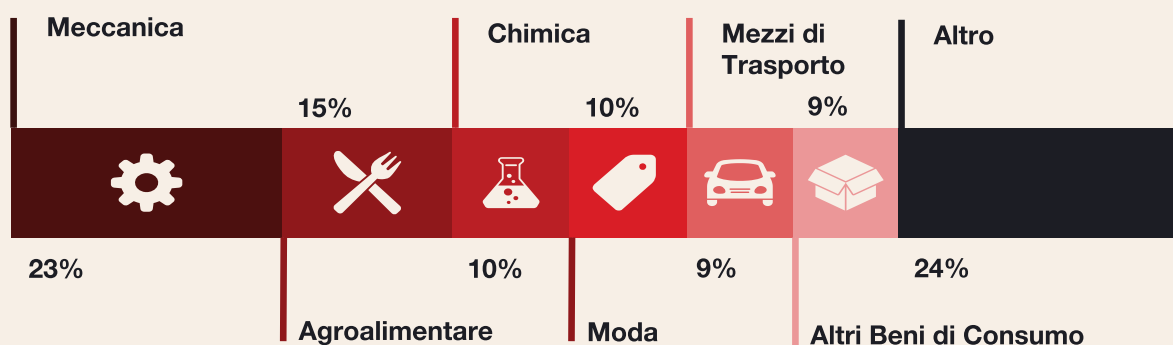 Meccanica
Chimica
Mezzi di
Trasporto
Altro
15%
10%
9%
23%
10%
9%
24%
Agroalimentare
Moda
Altri Beni di Consumo